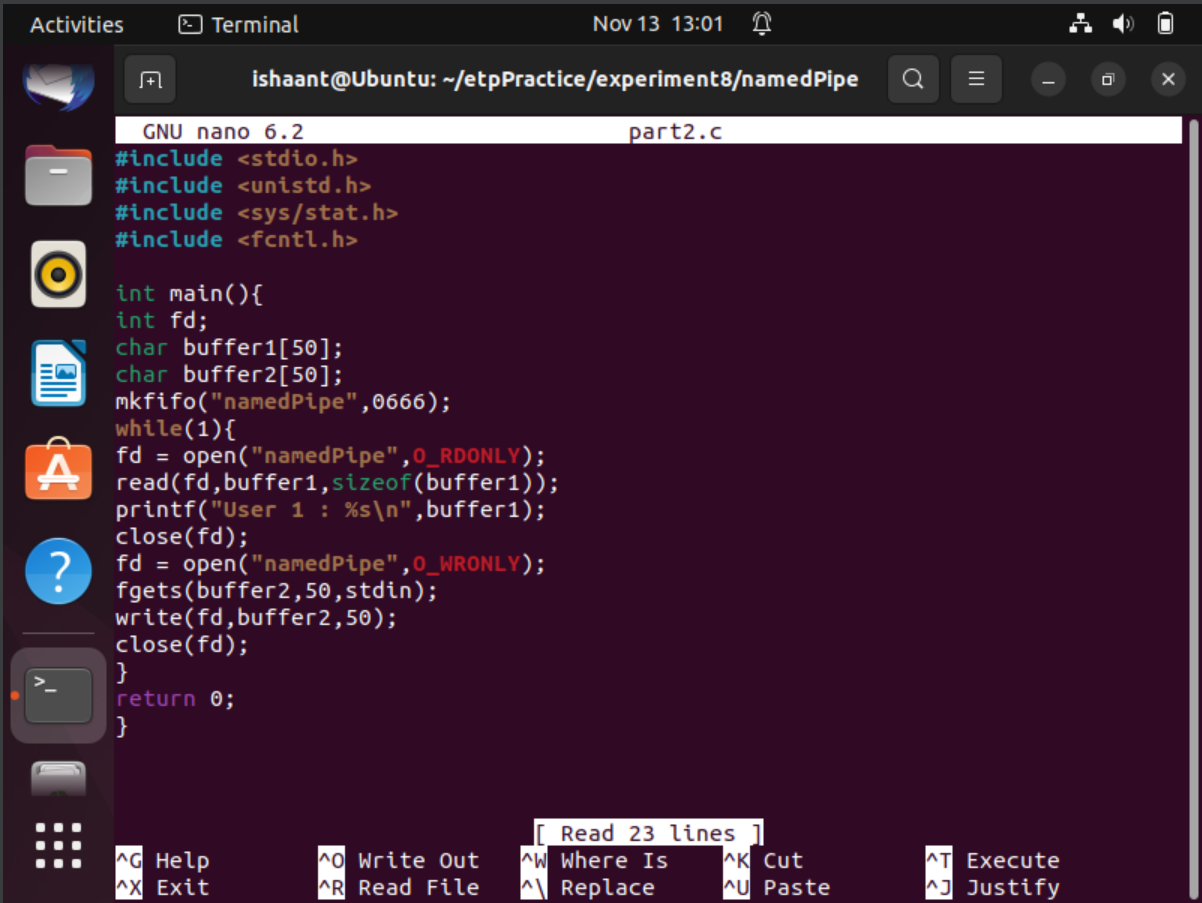 Activities Terminal Nov 13 13:01
ishaant@Ubuntu: ~/etpPractice/experiment8/namedPipe
GNU nano 6.2 part2.c
#include <stdio.h>
#include <unistd.h>
#include <sys/stat.h>
#include <fcntl.h>

int main(){
int fd;
char buffer1[50];
char buffer2[50];
mkfifo("namedPipe",0666);
while(1){
fd = open("namedPipe",O_RDONLY);
read(fd,buffer1,sizeof(buffer1));
printf("User 1 : %s\n",buffer1);
close(fd);
fd = open("namedPipe",O_WRONLY);
fgets(buffer2,50,stdin);
write(fd,buffer2,50);
close(fd);
}
return 0;
}
[ Read 23 lines ]
^G Help ^O Write Out ^W Where Is ^K Cut ^T Execute
^X Exit ^R Read File ^\ Replace ^U Paste ^J Justify